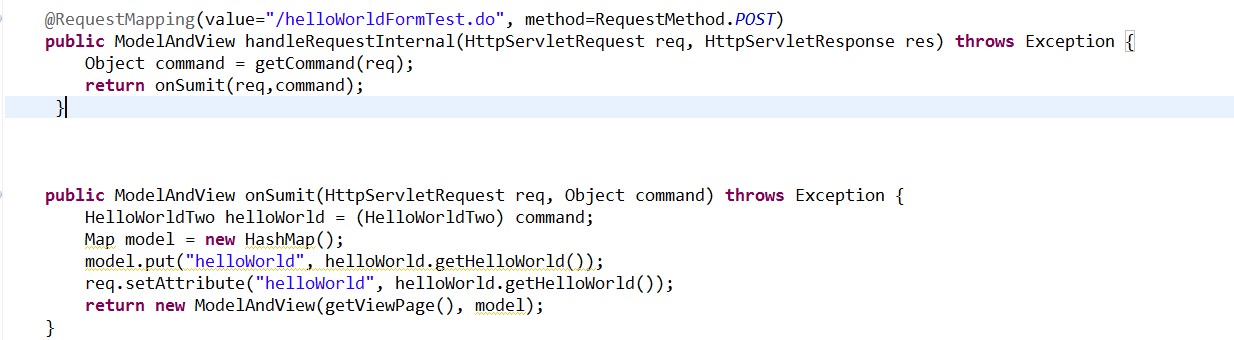 @RequestMapping(value="/helloWorldFormTest.do", method=RequestMethod.POST)
public ModelAndView handleRequestInternal(HttpServletRequest req, HttpServletResponse res) throws Exception {
Object command = getCommand(req);
return onSumit(req,command);
}
public ModelAndView onSumit(HttpServletRequest req, Object command) throws Exception {
HelloWorldTwo helloWorld = (HelloWorldTwo) command;
Map model = new HashMap();
model.put("helloWorld", helloWorld.getHelloWorld());
req.setAttribute("helloWorld", helloWorld.getHelloWorld());
return new ModelAndView(getViewPage(), model);
}